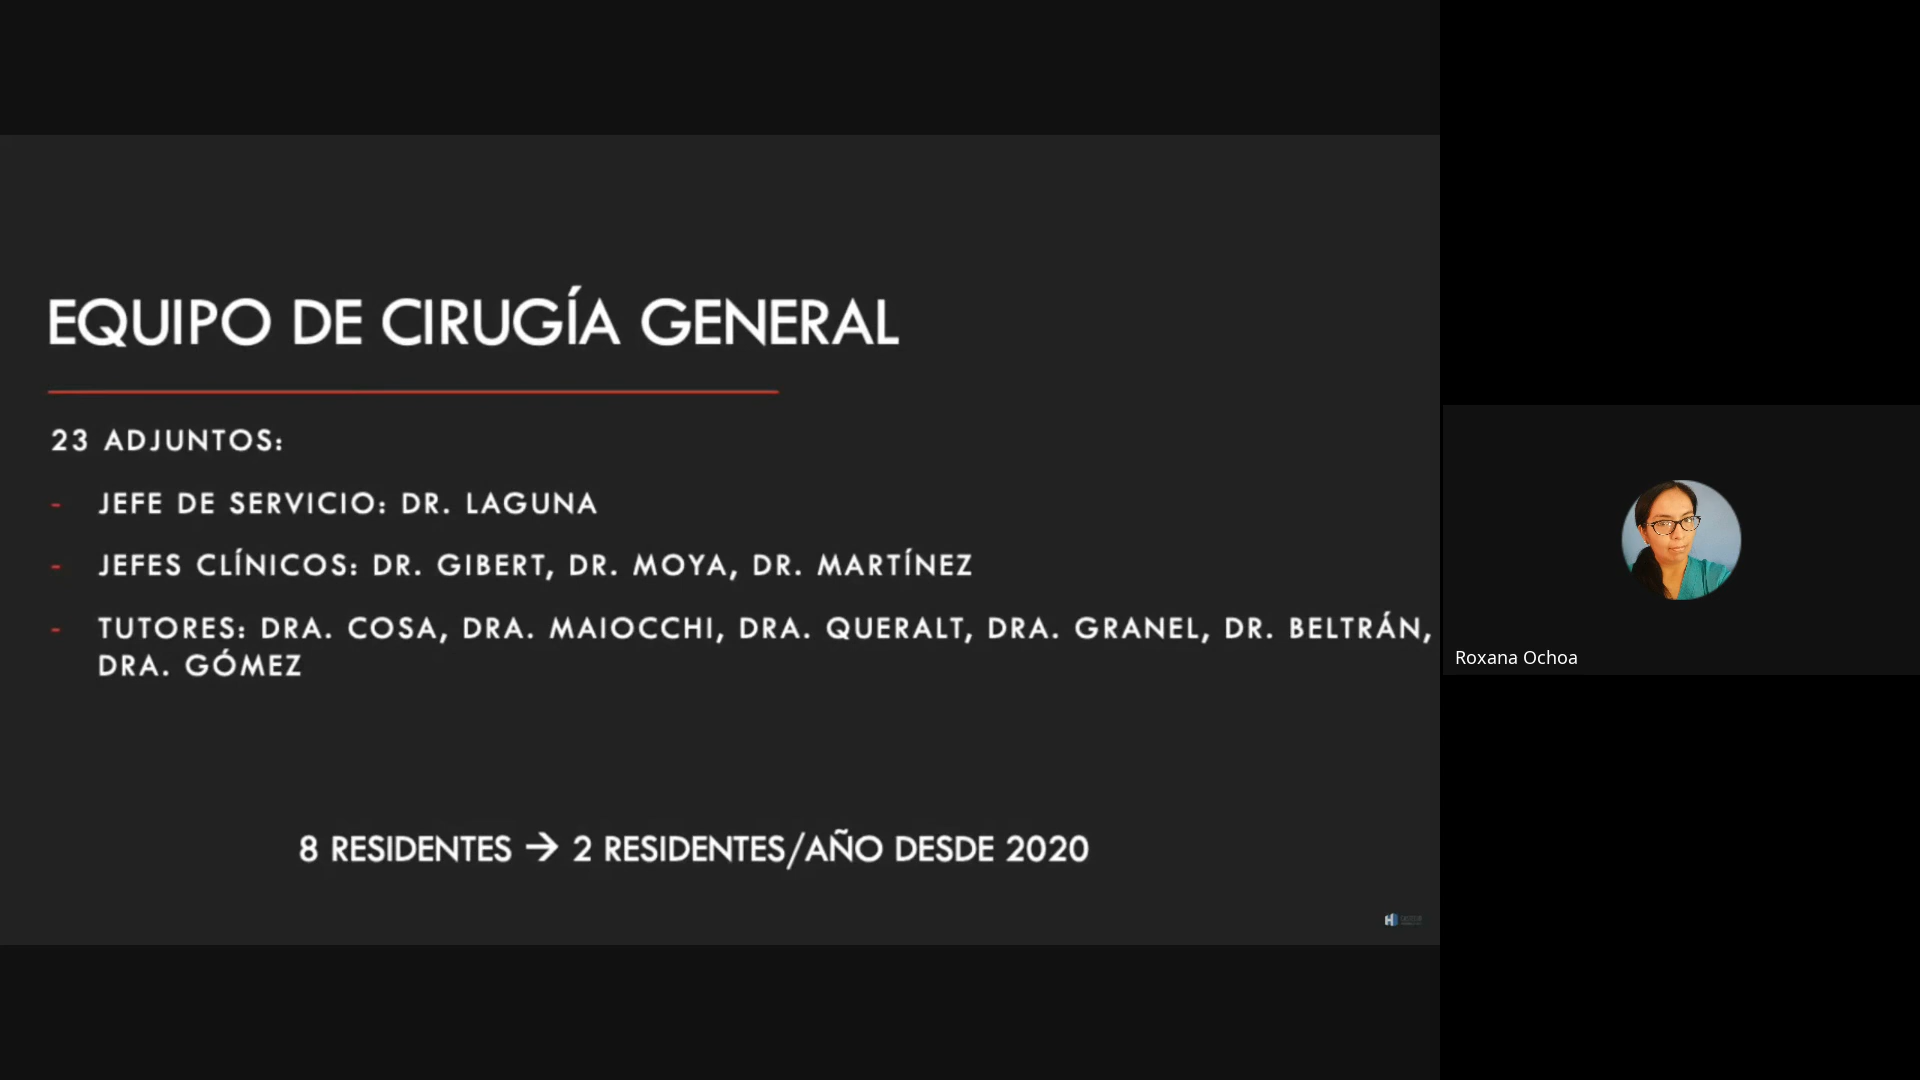 EQUIPO DE CIRUGÍA GENERAL
23 ADJUNTOS:
- JEFE DE SERVICIO: DR. LAGUNA
- JEFES CLÍNICOS: DR. GIBERT, DR. MOYA, DR. MARTÍNEZ
- TUTORES: DRA. COSA, DRA. MAIOCCHI, DRA. QUERALT, DRA. GRANEL, DR. BELTRÁN,
DRA. GÓMEZ
8 RESIDENTES → 2 RESIDENTES/AÑO DESDE 2020
Roxana Ochoa